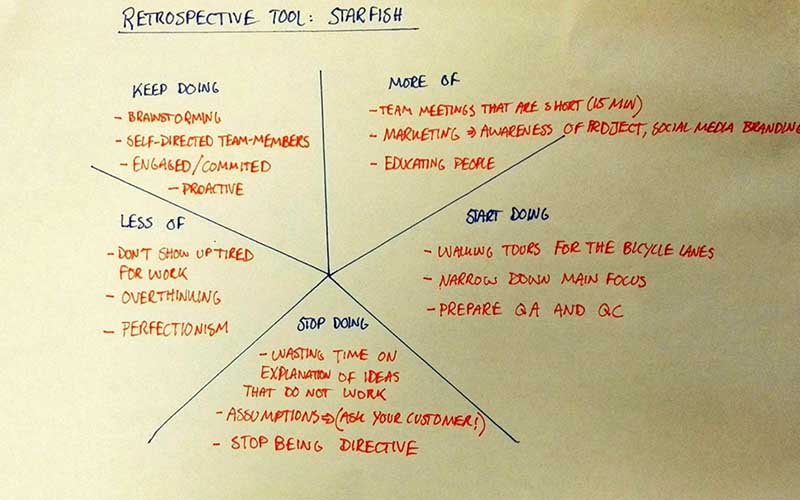 RETROSPECTIVE TOOL: STARFISH
KEEP DOING
- BRAINSTORMING
- SELF-DIRECTED TEAM-MEMBERS
- ENGAGED/COMMITED
- PROACTIVE
MORE OF
- TEAM MEETINGS THAT ARE SHORT (15 MIN)
- MARKETING ⇒ AWARENESS OF PROJECT, SOCIAL MEDIA BRANDING
- EDUCATING PEOPLE
LESS OF
- DON'T SHOW UP TIRED
FOR WORK
- OVERTHINKING
- PERFECTIONISM
START DOING
- WALKING TOURS FOR THE BICYCLE LANES
- NARROW DOWN MAIN FOCUS
- PREPARE QA AND QC
STOP DOING
- WASTING TIME ON
EXPLANATION OF IDEAS
THAT DO NOT WORK
- ASSUMPTIONS ⇒ (ASK YOUR CUSTOMER!)
- STOP BEING DIRECTIVE